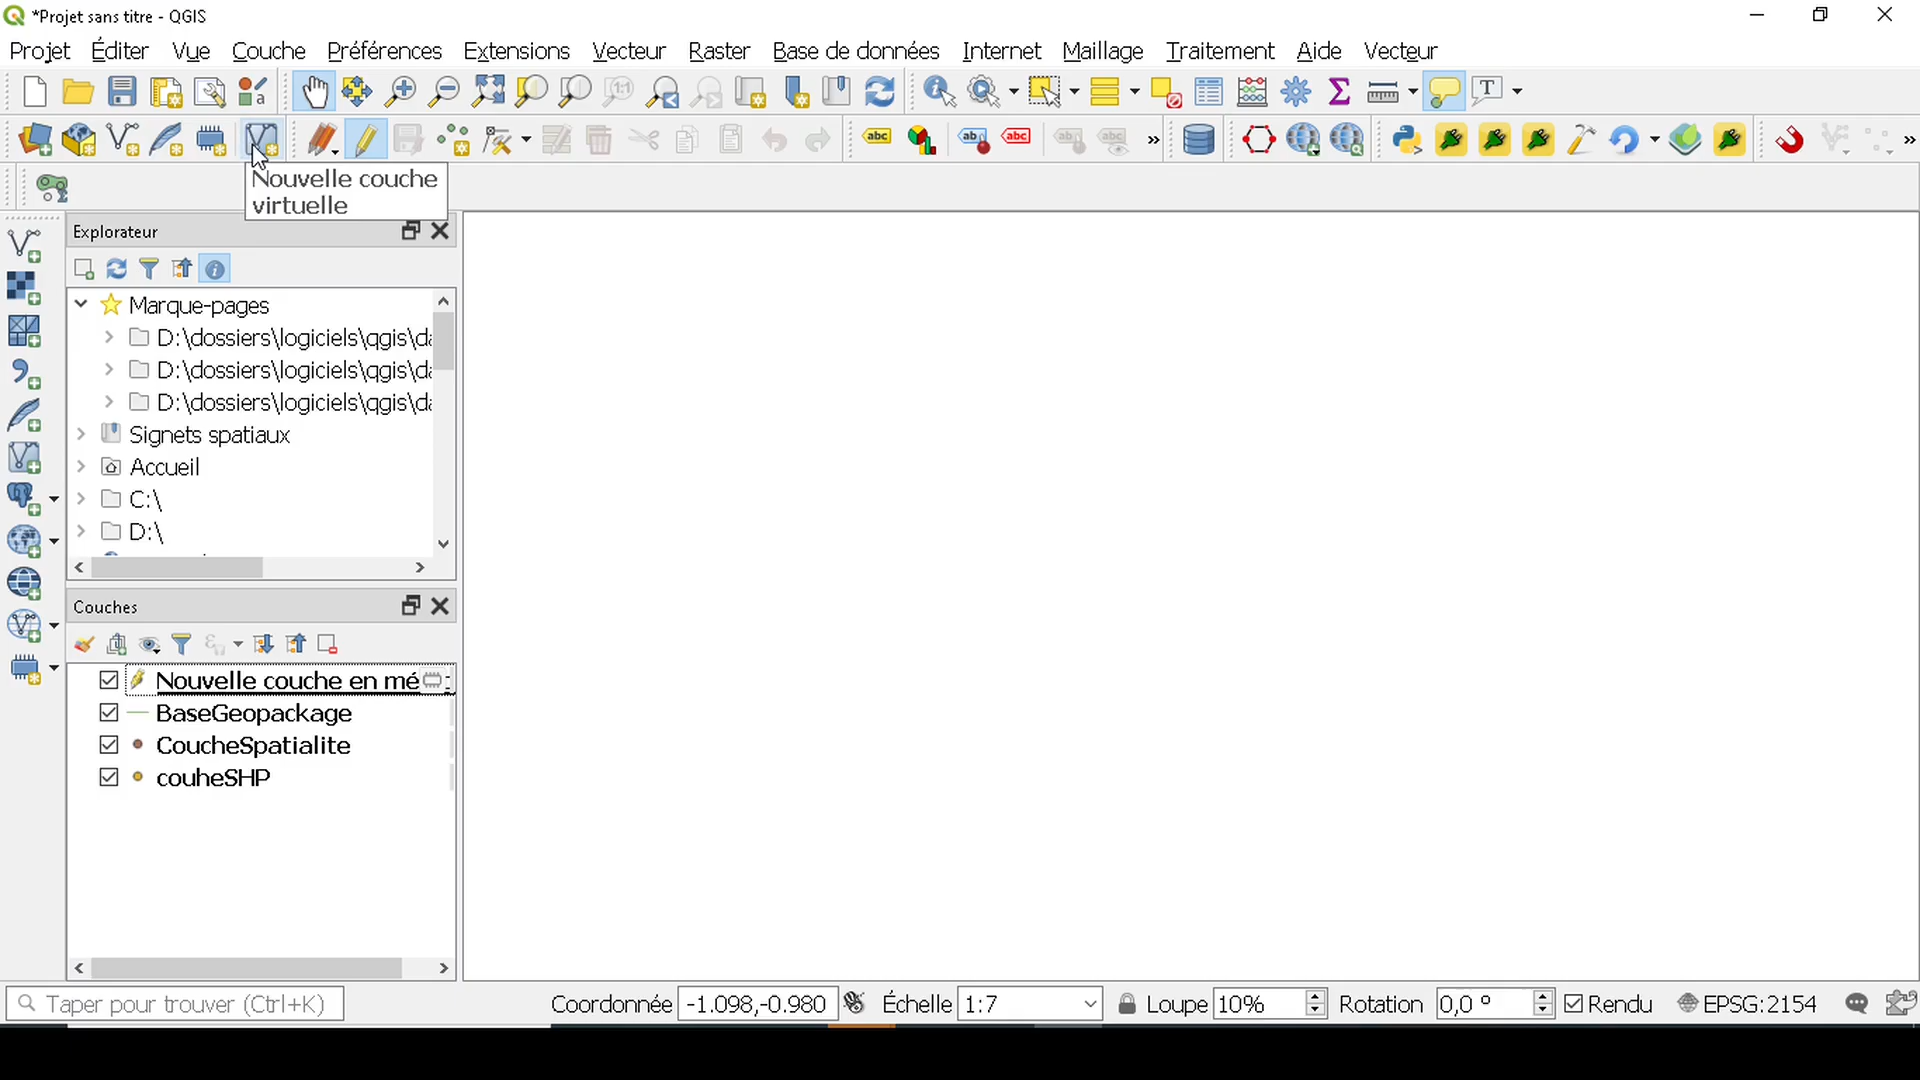 *Projet sans titre - QGIS
Projet Éditer Vue Couche Préférences Extensions Vecteur Raster Base de données Internet Maillage Traitement Aide Vecteur
Nouvelle couche
virtuelle
Explorateur
Marque-pages
D:\dossiers\logiciels\qgis\da
D:\dossiers\logiciels\qgis\da
D:\dossiers\logiciels\qgis\da
Signets spatiaux
Accueil
C:\
D:\
Couches
Nouvelle couche en mé
BaseGeopackage
CoucheSpatialite
couheSHP
Taper pour trouver (Ctrl+K) Coordonnée -1.098,-0.980 Échelle 1:7 Loupe 10% Rotation 0,0 ° Rendu EPSG:2154